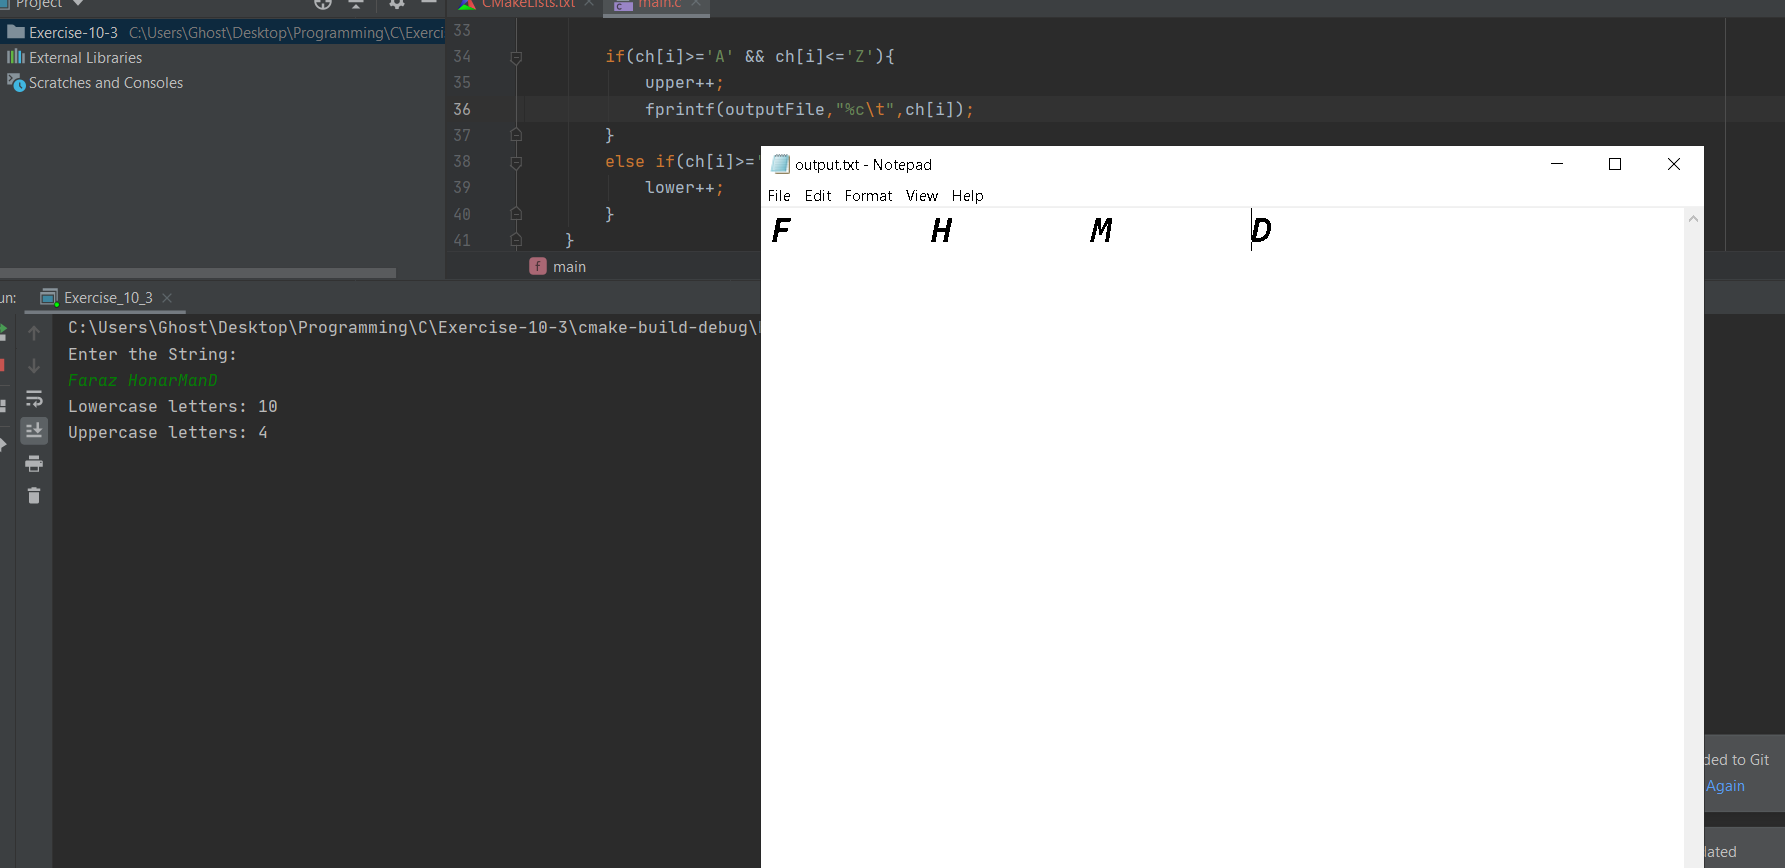 Project
CMakeLists.txt
main.c
Exercise-10-3 C:\Users\Ghost\Desktop\Programming\C\Exerci
External Libraries
Scratches and Consoles
33
34 if(ch[i]>='A' && ch[i]<='Z'){
35 upper++;
36 fprintf(outputFile,"%c\t",ch[i]);
37 }
38 else if(ch[i]>='
39 lower++;
40 }
41 }
f main
un: Exercise_10_3
C:\Users\Ghost\Desktop\Programming\C\Exercise-10-3\cmake-build-debug\
Enter the String:
Faraz HonarManD
Lowercase letters: 10
Uppercase letters: 4
output.txt - Notepad
File Edit Format View Help
F H M D
ded to Git
Again
lated